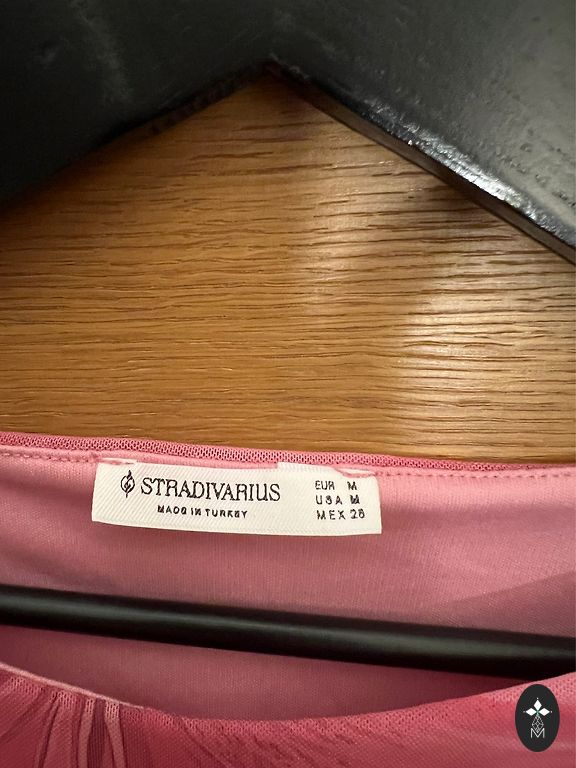 STRADIVARIUS
MADE IN TURKEY
EUR M
USA M
MEX 28